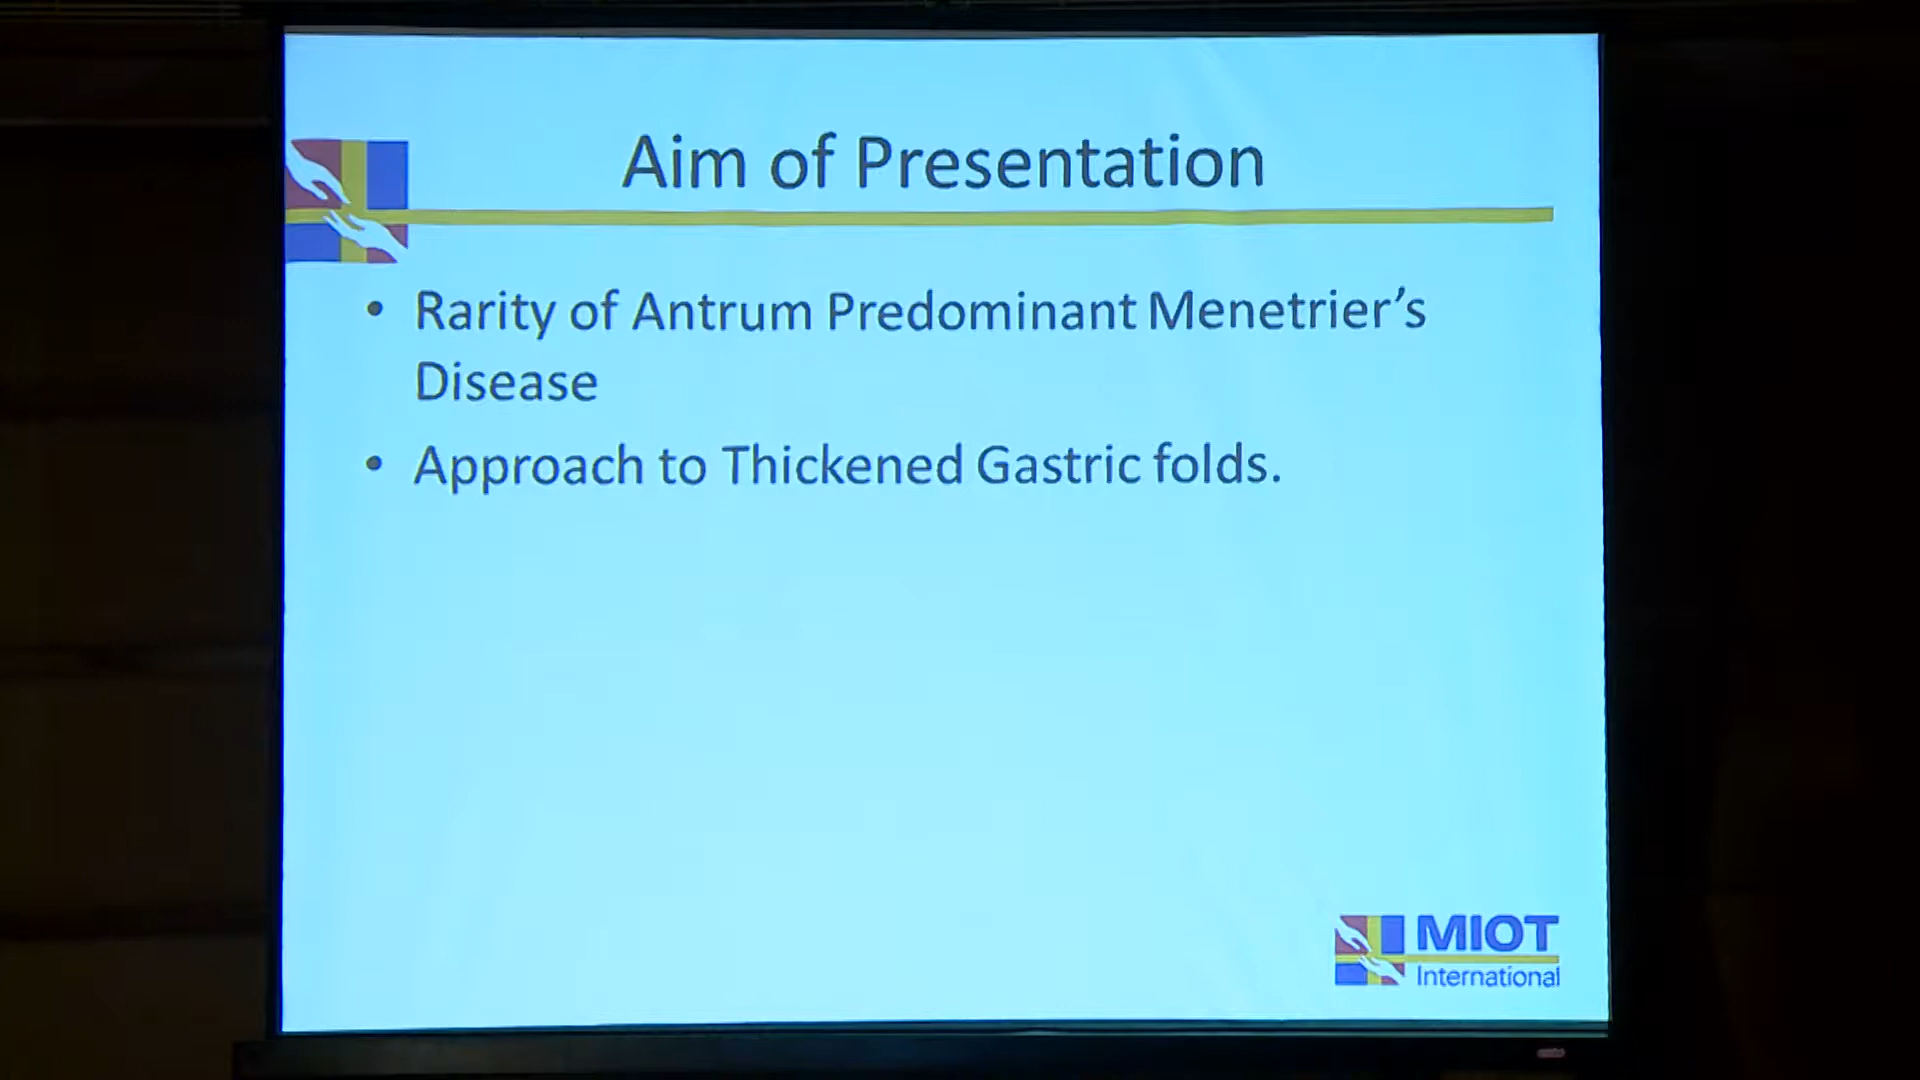 Aim of Presentation
• Rarity of Antrum Predominant Menetrier’s
Disease
• Approach to Thickened Gastric folds.
MIOT
International